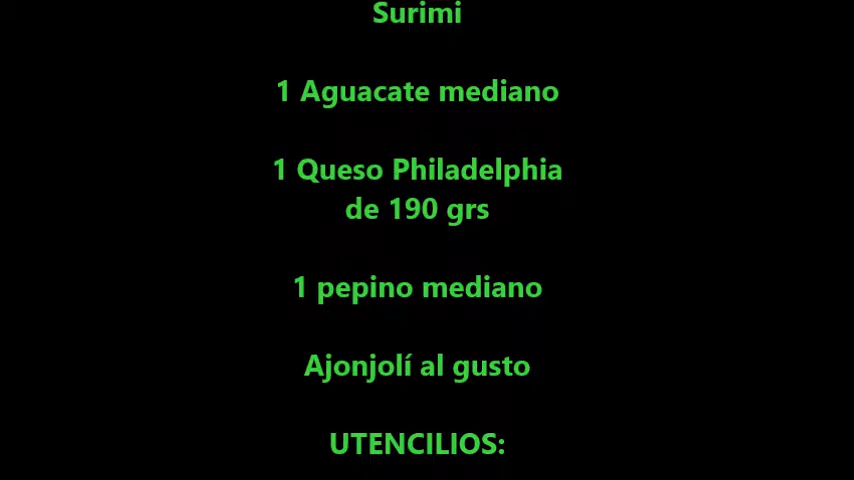 Surimi
1 Aguacate mediano
1 Queso Philadelphia
de 190 grs
1 pepino mediano
Ajonjolí al gusto
UTENCILIOS: